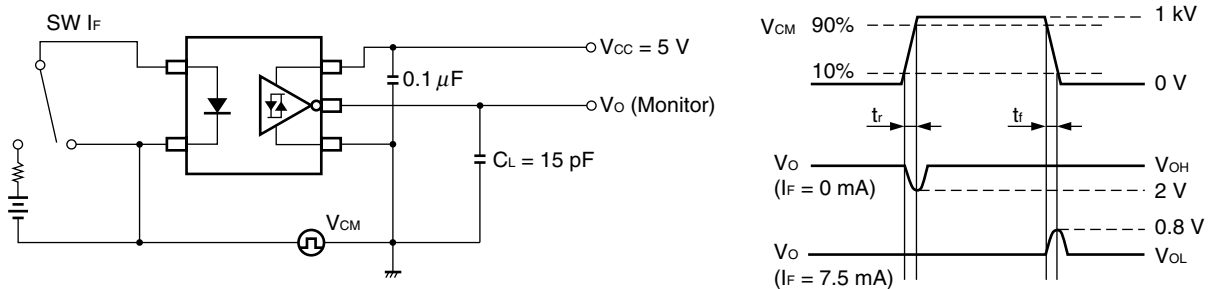 SW IF
VCC = 5 V
0.1 μF
VO (Monitor)
CL = 15 pF
VCM
VCM 90%
10%
1 kV
0 V
tr
tf
VO
(IF = 0 mA)
VOH
2 V
0.8 V
VO
(IF = 7.5 mA)
VOL